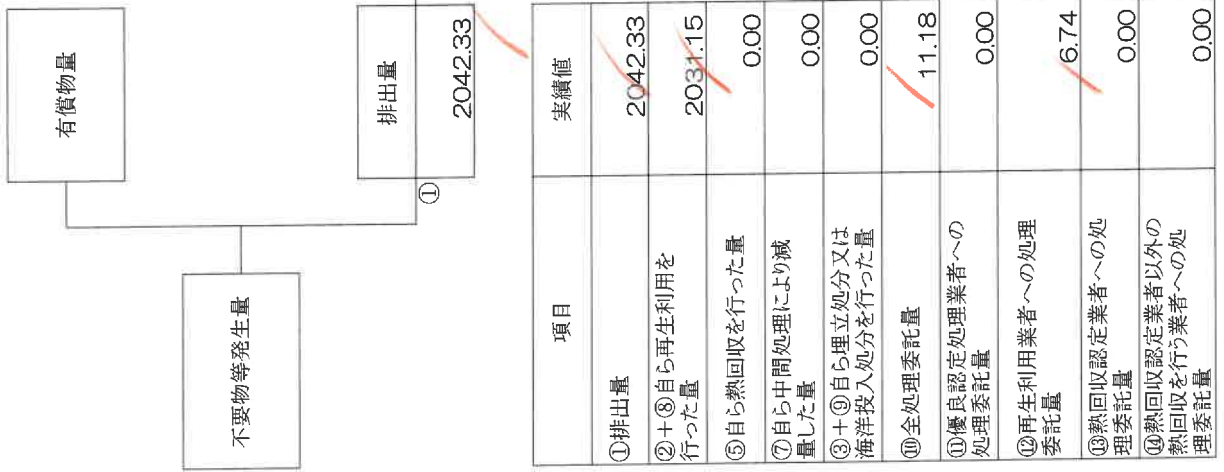 有償物量
不要物等発生量
排出量
①
2042.33
項目
実績値
①排出量
2042.33
②+⑧自ら再生利用を
行った量
2031.15
⑤自ら熱回収を行った量
0.00
⑦自ら中間処理により減
量した量
0.00
③+⑨自ら埋立処分又は
海洋投入処分を行った量
0.00
⑩全処理委託量
11.18
⑪優良認定処理業者への
処理委託量
0.00
⑫再生利用業者への処理
委託量
6.74
⑬熱回収認定業者への処
理委託量
0.00
⑭熱回収認定業者以外の
熱回収を行う業者への処
理委託量
0.00